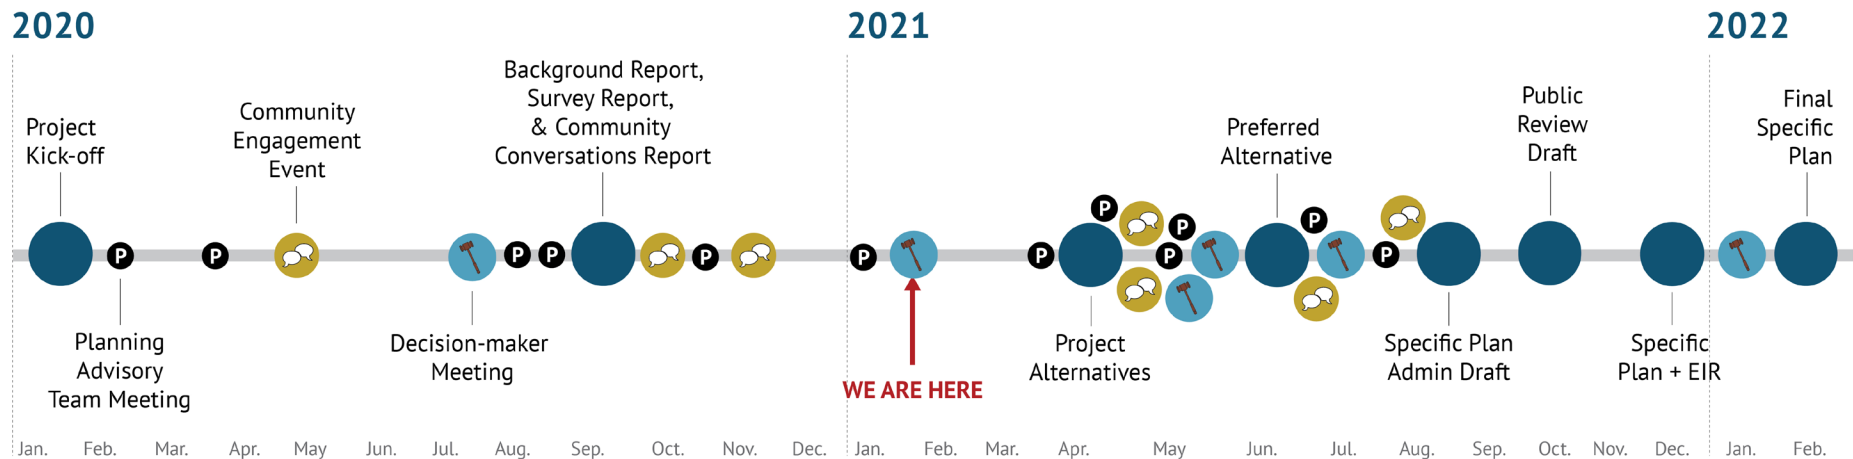 2020
2021
2022
Project
Kick-off
Community
Engagement
Event
Background Report,
Survey Report,
& Community
Conversations Report
Preferred
Alternative
Public
Review
Draft
Final
Specific
Plan
P
P
P
P
P
P
P
P
P
P
P
P
Planning
Advisory
Team Meeting
Decision-maker
Meeting
WE ARE HERE
Project
Alternatives
Specific Plan
Admin Draft
Specific
Plan + EIR
Jan. Feb. Mar. Apr. May Jun. Jul. Aug. Sep. Oct. Nov. Dec. Jan. Feb. Mar. Apr. May Jun. Jul. Aug. Sep. Oct. Nov. Dec. Jan. Feb.